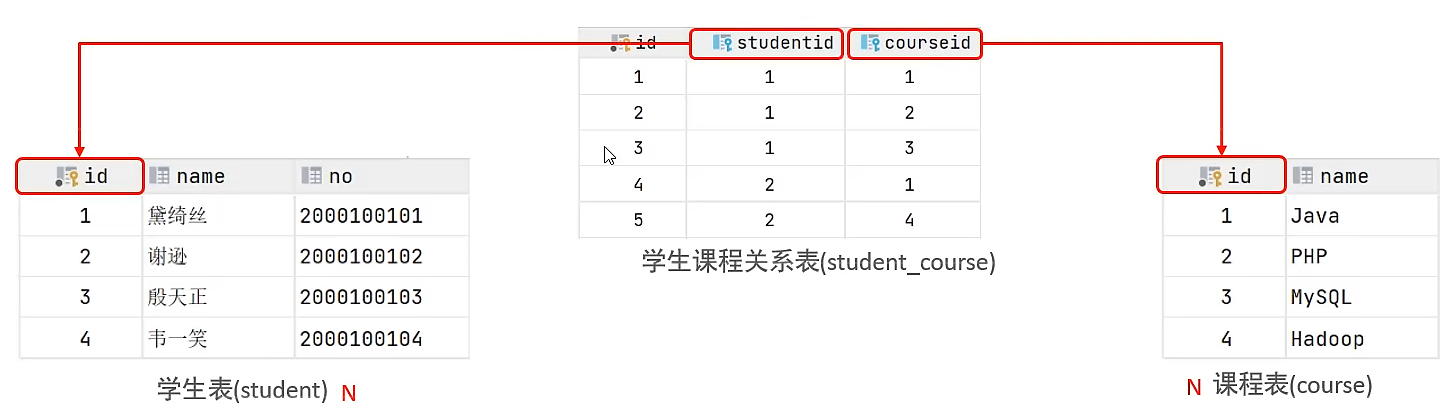 id studentid courseid
1 1 1
2 1 2
3 1 3
4 2 1
5 2 4
学生课程关系表(student_course)
id name no
1 黛绮丝 2000100101
2 谢逊 2000100102
3 殷天正 2000100103
4 韦一笑 2000100104
学生表(student) N
id name
1 Java
2 PHP
3 MySQL
4 Hadoop
N 课程表(course)